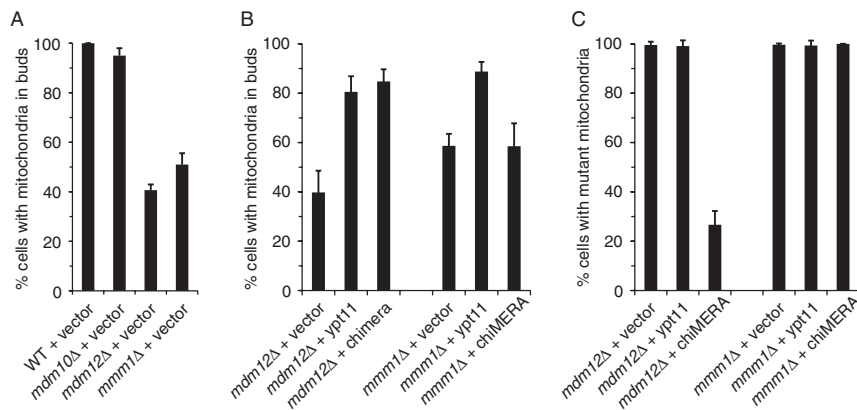 A
% cells with mitochondria in buds
100
80
60
40
20
0
WT + vector
mdm10Δ + vector
mdm12Δ + vector
mmm1Δ + vector
B
% cells with mitochondria in buds
100
80
60
40
20
0
mdm12Δ + vector
mdm12Δ + ypt11
mdm12Δ + chimera
mmm1Δ + vector
mmm1Δ + ypt11
mmm1Δ + chiMERA
C
% cells with mutant mitochondria
100
80
60
40
20
0
mdm12Δ + vector
mdm12Δ + ypt11
mdm12Δ + chiMERA
mmm1Δ + vector
mmm1Δ + ypt11
mmm1Δ + chiMERA